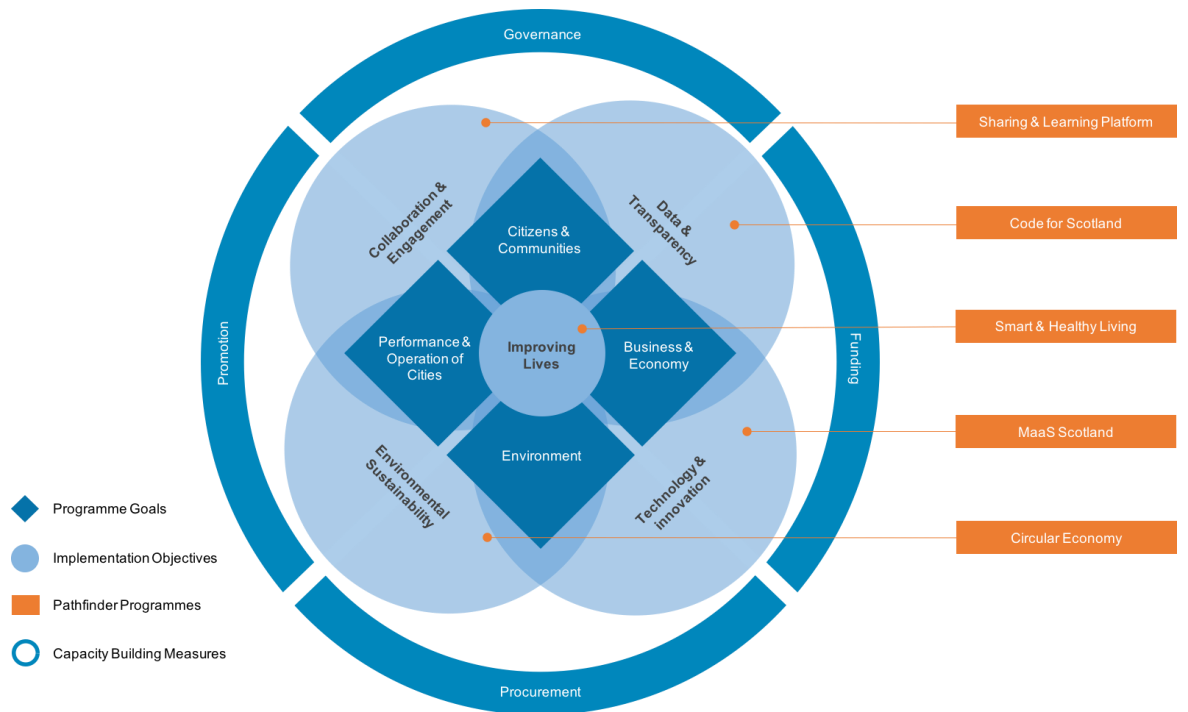 Governance
Sharing & Learning Platform
Collaboration &
Engagement
Data &
Transparency
Code for Scotland
Citizens &
Communities
Promotion
Performance &
Operation of
Cities
Improving
Lives
Business &
Economy
Funding
Smart & Healthy Living
MaaS Scotland
Environmental
Sustainability
Environment
Technology &
innovation
Programme Goals
Implementation Objectives
Circular Economy
Pathfinder Programmes
Capacity Building Measures
Procurement